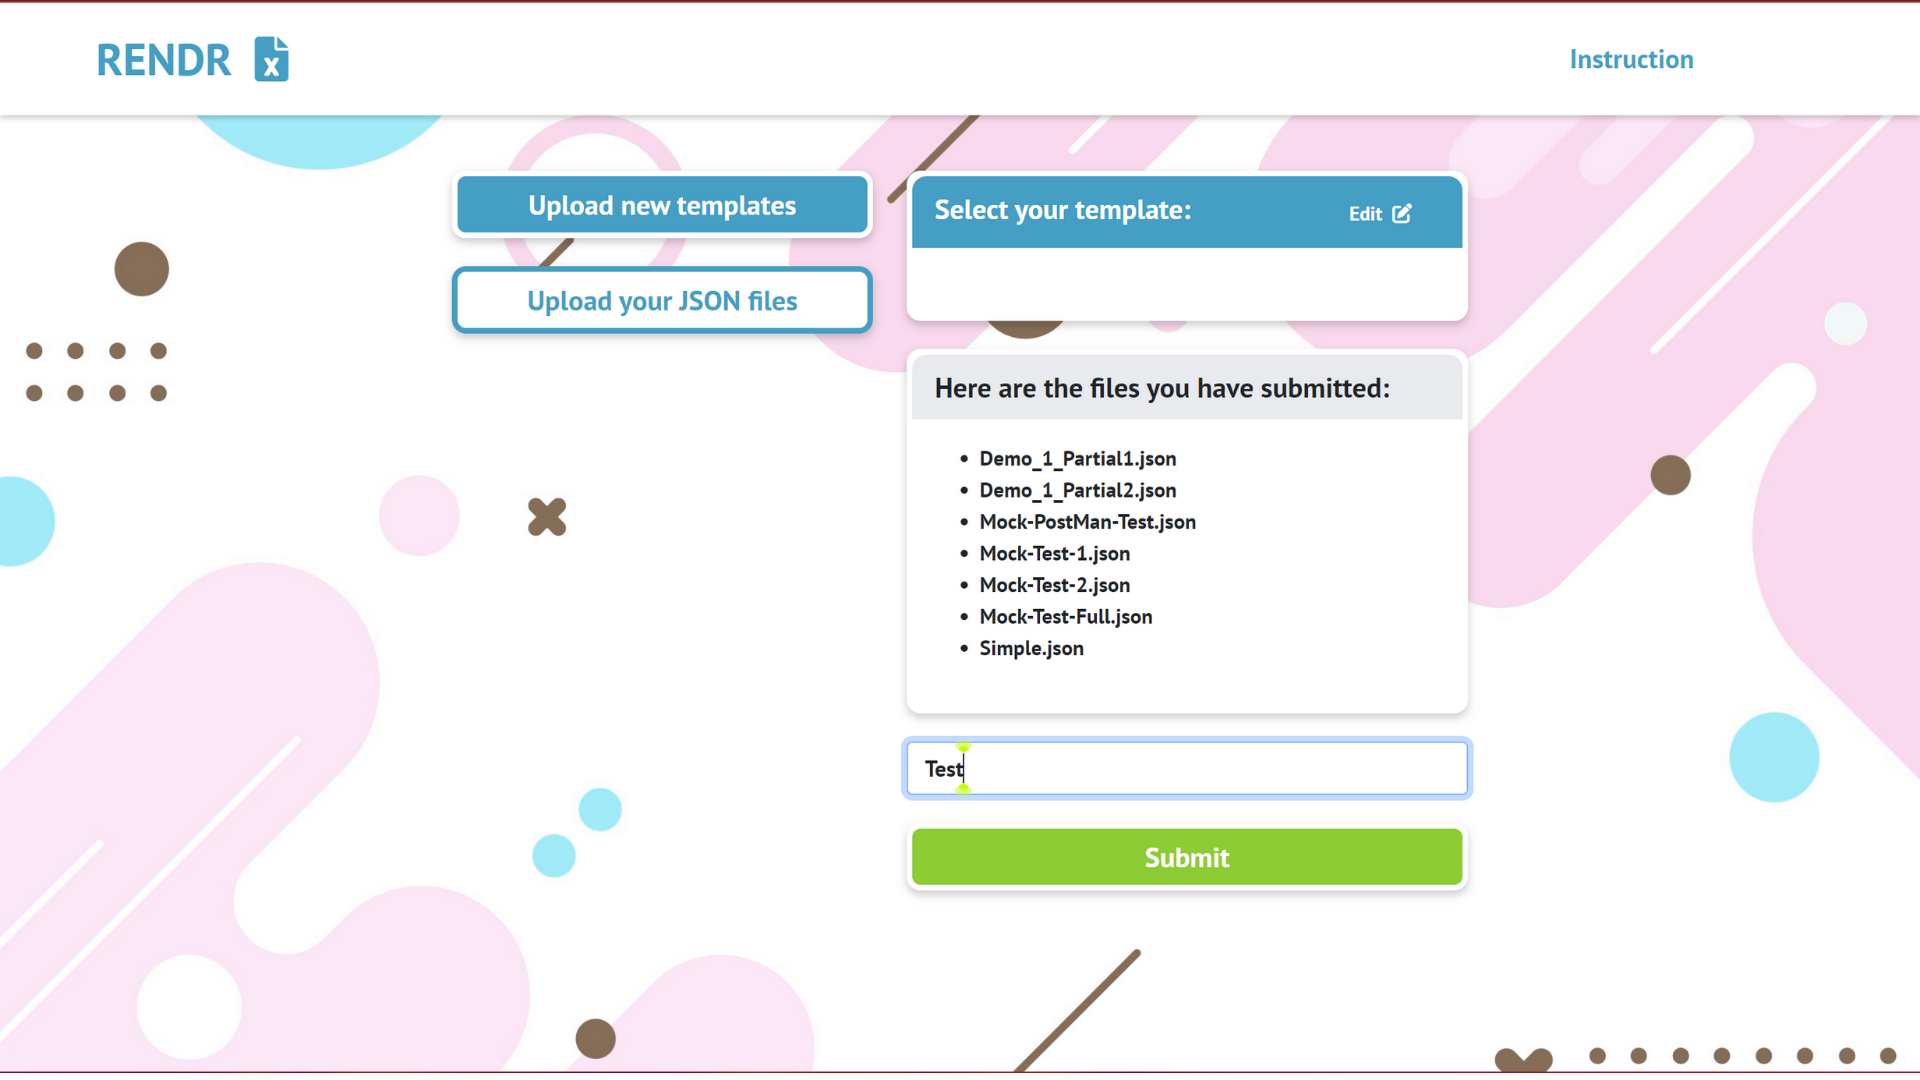 RENDR
Instruction
Upload new templates
Upload your JSON files
Select your template:
Edit
Here are the files you have submitted:
Demo_1_Partial1.json
Demo_1_Partial2.json
Mock-PostMan-Test.json
Mock-Test-1.json
Mock-Test-2.json
Mock-Test-Full.json
Simple.json
Test
Submit